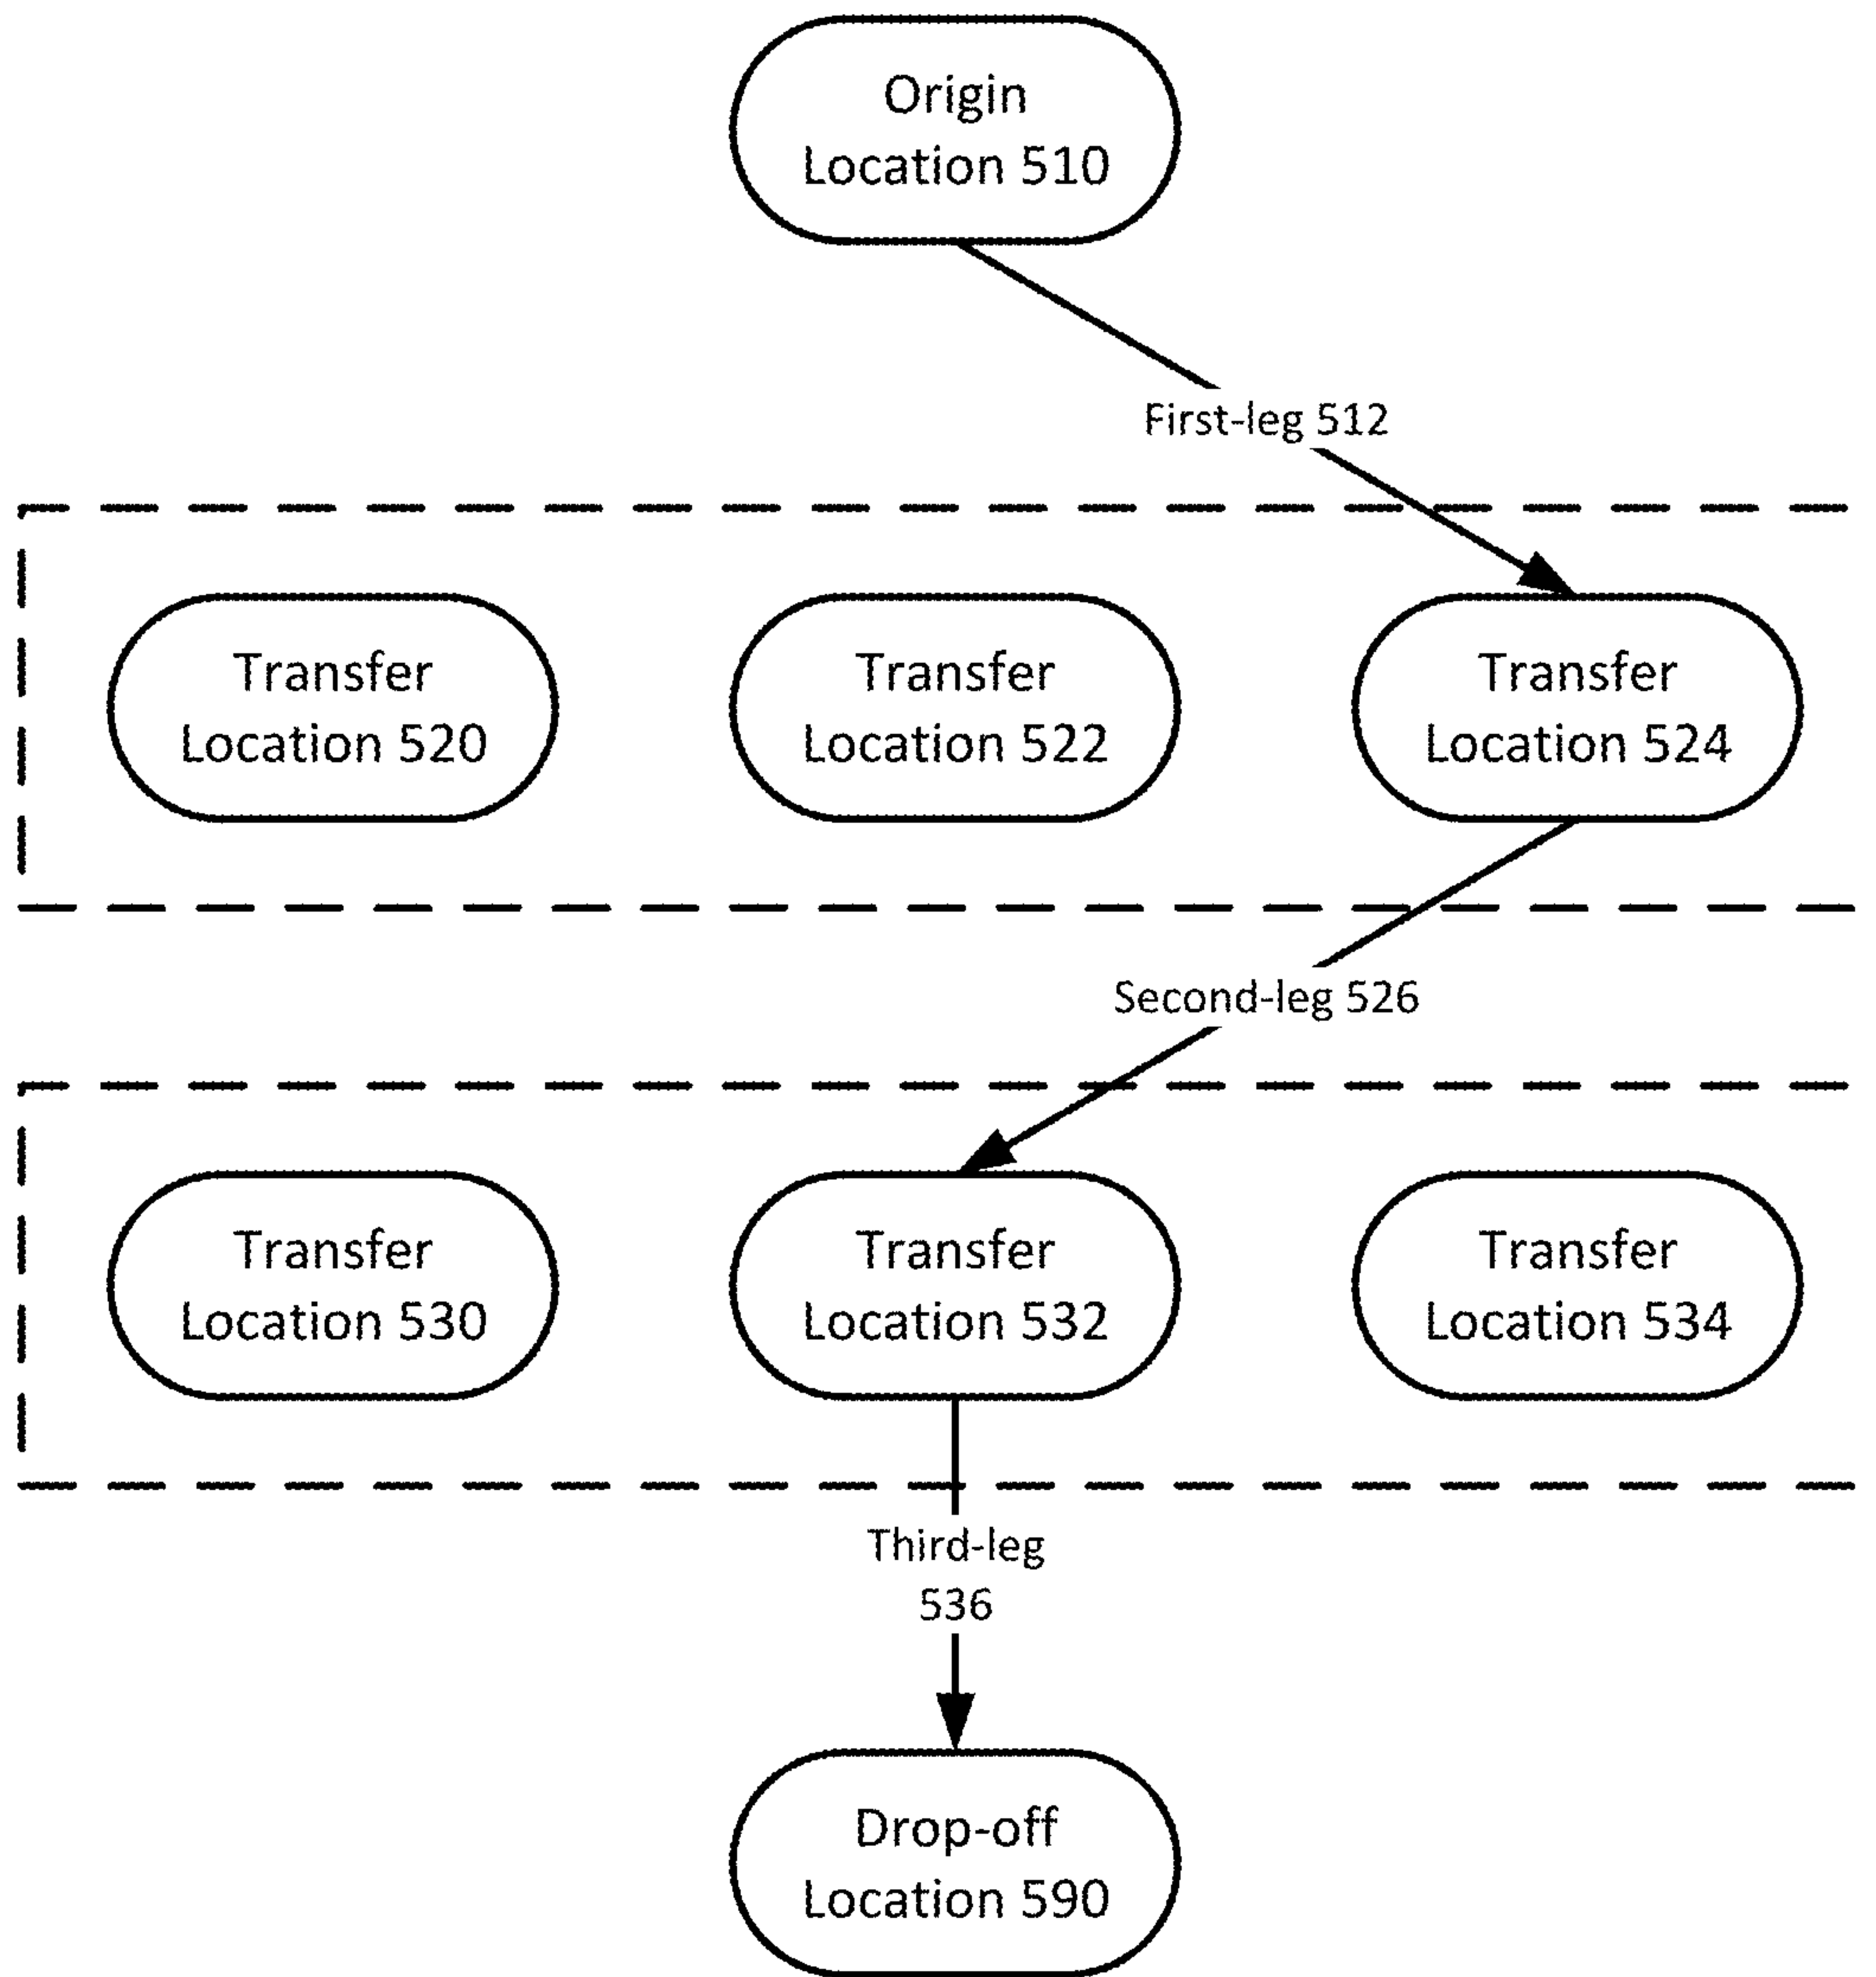 Origin
Location 510
First-leg 512
Transfer
Location 520
Transfer
Location 522
Transfer
Location 524
Second-leg 526
Transfer
Location 530
Transfer
Location 532
Transfer
Location 534
Third-leg
536
Drop-off
Location 590